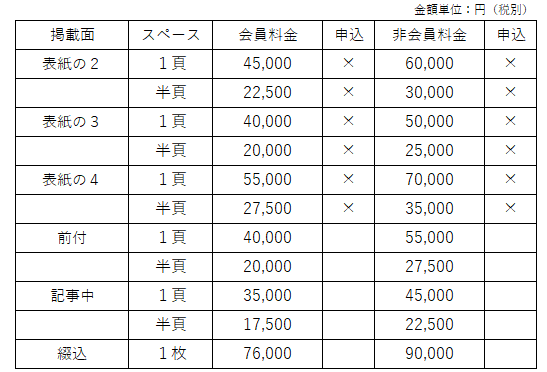 金額単位：円（税別）
掲載面 スペース 会員料金 申込 非会員料金 申込
表紙の２ １頁 45,000 × 60,000 ×
半頁 22,500 × 30,000 ×
表紙の３ １頁 40,000 × 50,000 ×
半頁 20,000 × 25,000 ×
表紙の４ １頁 55,000 × 70,000 ×
半頁 27,500 × 35,000 ×
前付 １頁 40,000 55,000
半頁 20,000 27,500
記事中 １頁 35,000 45,000
半頁 17,500 22,500
綴込 １枚 76,000 90,000